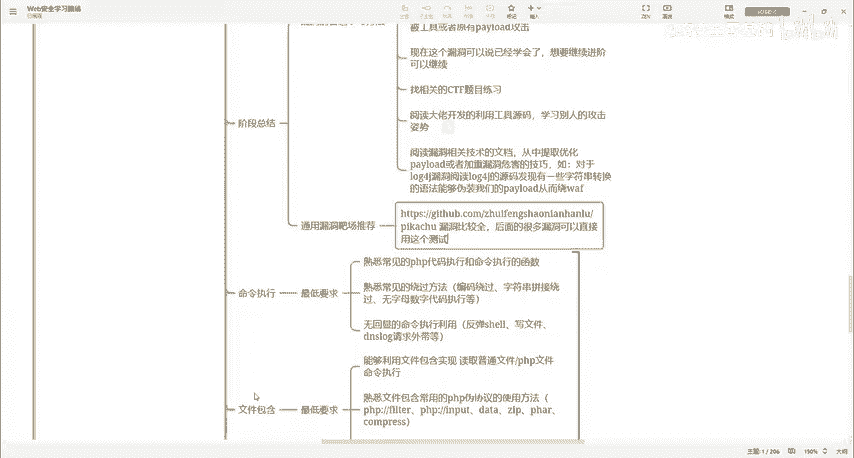 Web安全学习路线
被工具或者原有payload攻击
现在这个漏洞可以说已经学会了，想要继续进阶
可以继续
找相关的CTF题目练习
阶段总结
阅读大佬开发的利用工具源码，学习别人的攻击
姿势
阅读漏洞相关技术的文档，从中提取优化
payload或者加重漏洞危害的技巧，如：对于
log4j漏洞阅读log4j的源码发现有一些字符串转换
的语法能够伪装我们的payload从而绕waf
通用漏洞靶场推荐
https://github.com/zhuifengshaonianhanlu/
pikachu 漏洞比较全，后面的很多漏洞可以直接
用这个测试
命令执行
最低要求
熟悉常见的php代码执行和命令执行的函数
熟悉常见的绕过方法（编码绕过、字符串拼接绕
过、无字母数字代码执行等）
无回显的命令执行利用（反弹shell、写文件、
dnslog请求外带等）
文件包含
最低要求
能够利用文件包含实现 读取普通文件/php文件
命令执行
熟悉文件包含常用的php伪协议的使用方法（
php://filter、php://input、data、zip、phar、
compress）
主题: 1 / 206
150%
大纲